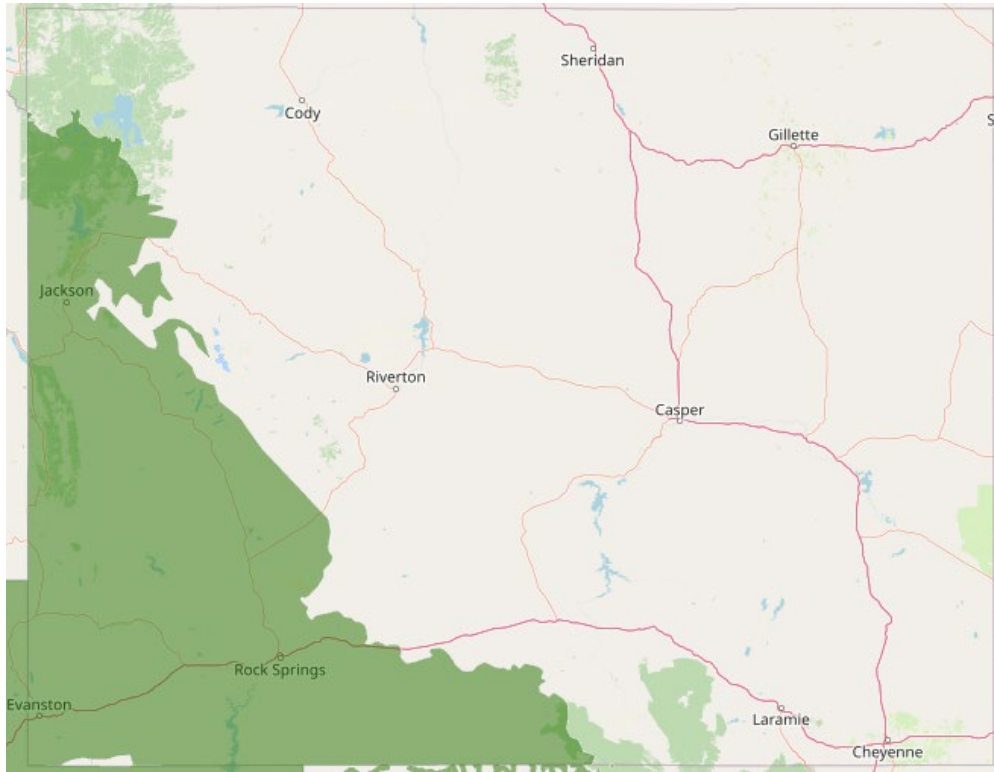 Sheridan
Cody
Gillette
S
Jackson
Riverton
Casper
Rock Springs
Evanston
Laramie
Cheyenne